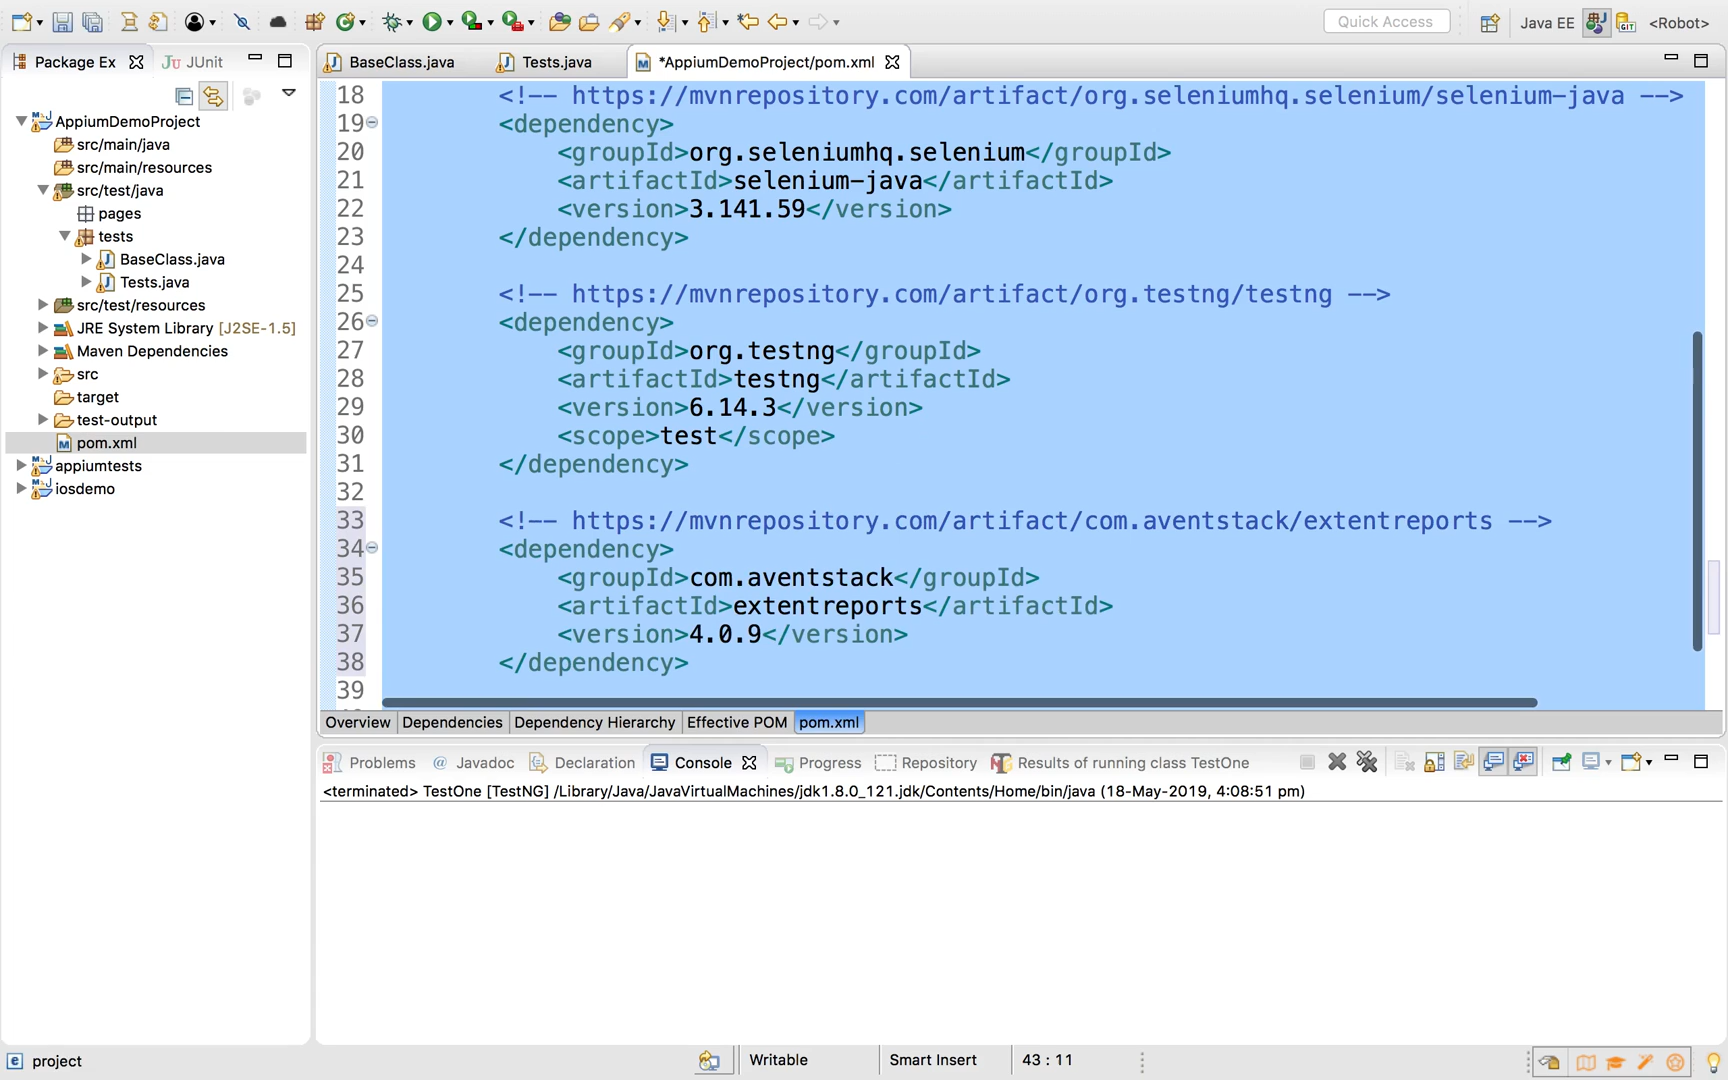 Quick Access
Java EE
<Robot>
Package Ex
JUnit
BaseClass.java
Tests.java
*AppiumDemoProject/pom.xml
AppiumDemoProject
src/main/java
src/main/resources
src/test/java
pages
tests
BaseClass.java
Tests.java
src/test/resources
JRE System Library [J2SE-1.5]
Maven Dependencies
src
target
test-output
pom.xml
appiumtests
iosdemo
18 <!-- https://mvnrepository.com/artifact/org.seleniumhq.selenium/selenium-java -->
19 <dependency>
20 <groupId>org.seleniumhq.selenium</groupId>
21 <artifactId>selenium-java</artifactId>
22 <version>3.141.59</version>
23 </dependency>
24
25 <!-- https://mvnrepository.com/artifact/org.testng/testng -->
26 <dependency>
27 <groupId>org.testng</groupId>
28 <artifactId>testng</artifactId>
29 <version>6.14.3</version>
30 <scope>test</scope>
31 </dependency>
32
33 <!-- https://mvnrepository.com/artifact/com.aventstack/extentreports -->
34 <dependency>
35 <groupId>com.aventstack</groupId>
36 <artifactId>extentreports</artifactId>
37 <version>4.0.9</version>
38 </dependency>
39
Overview Dependencies Dependency Hierarchy Effective POM pom.xml
Problems @ Javadoc Declaration Console Progress Repository Results of running class TestOne
<terminated> TestOne [TestNG] /Library/Java/JavaVirtualMachines/jdk1.8.0_121.jdk/Contents/Home/bin/java (18-May-2019, 4:08:51 pm)
project
Writable
Smart Insert
43 : 11